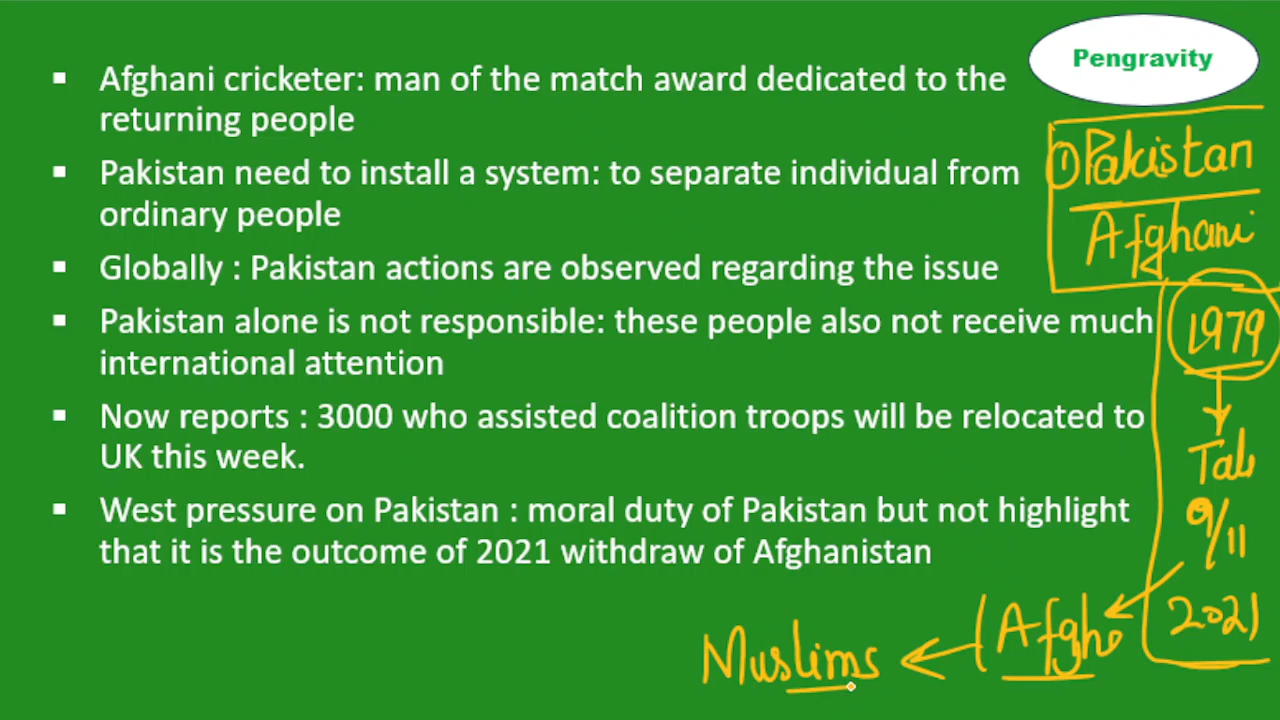 Pengravity
▪ Afghani cricketer: man of the match award dedicated to the
returning people
▪ Pakistan need to install a system: to separate individual from
ordinary people
▪ Globally : Pakistan actions are observed regarding the issue
▪ Pakistan alone is not responsible: these people also not receive much
international attention
▪ Now reports : 3000 who assisted coalition troops will be relocated to
UK this week.
▪ West pressure on Pakistan : moral duty of Pakistan but not highlight
that it is the outcome of 2021 withdraw of Afghanistan
① Pakistan
Afghani
1979
Tab
9/11
2021
Muslims ← (Afgho